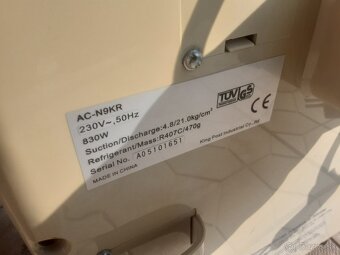 AC-N9KR
230V~,50Hz
830W
Suction/Discharge:4.8/21.0kg/cm²
Refrigerant/Mass:R407C/470g
Serial No. A05101651
King Post Industrial Co., ltd
MADE IN CHINA
TÜV
GS
CE